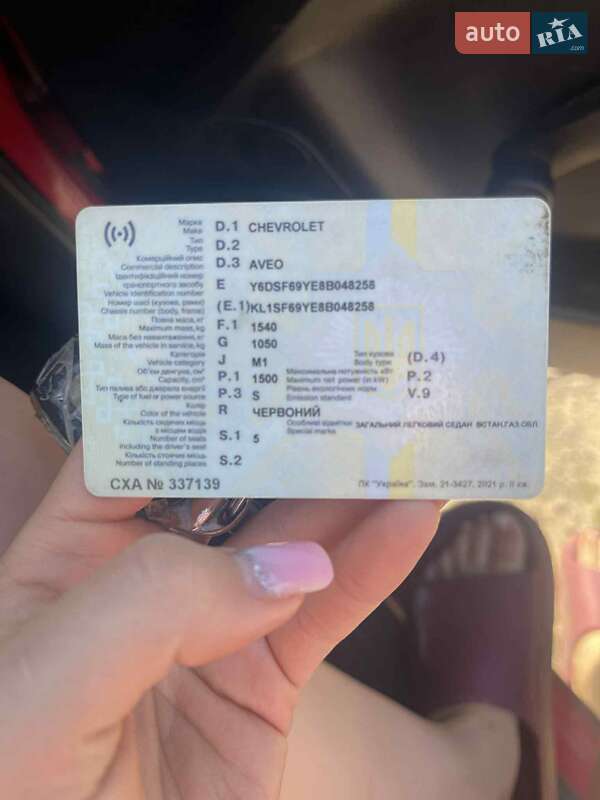 auto RIA.com
Марка
Make D.1 CHEVROLET
Тип
Type D.2
Комерційний опис
Commercial description D.3 AVEO
Ідентифікаційний номер
транспортного засобу
Vehicle identification number E Y6DSF69YE8B048258
Номер шасі (кузова, рами)
Chassis number (body, frame) (E.1) KL1SF69YE8B048258
Повна маса, кг
Maximum mass, kg F.1 1540
Маса без навантаження, кг
Mass of the vehicle in service, kg G 1050
Категорія
Vehicle category J M1
Тип кузова
Body type (D.4)
Об'єм двигуна, см³
Capacity, cm³ P.1 1500
Максимальна потужність кВт
Maximum net power (in kW) P.2
Тип палива або джерела енергії
Type of fuel or power source P.3 S
Рівень екологічних норм
Emission standard V.9
Колір
Color of the vehicle R ЧЕРВОНИЙ
Особливі відмітки
Special marks ЗАГАЛЬНИЙ ЛЕГКОВИЙ СЕДАН ВСТАН.ГАЗ.ОБЛ.
Кількість сидячих місць
з місцем водія
Number of seats
including the driver's seat S.1 5
Кількість стоячих місць
Number of standing places S.2
СХА № 337139
ПК "Україна". Зам. 21-3427. 2021 р. II кв.